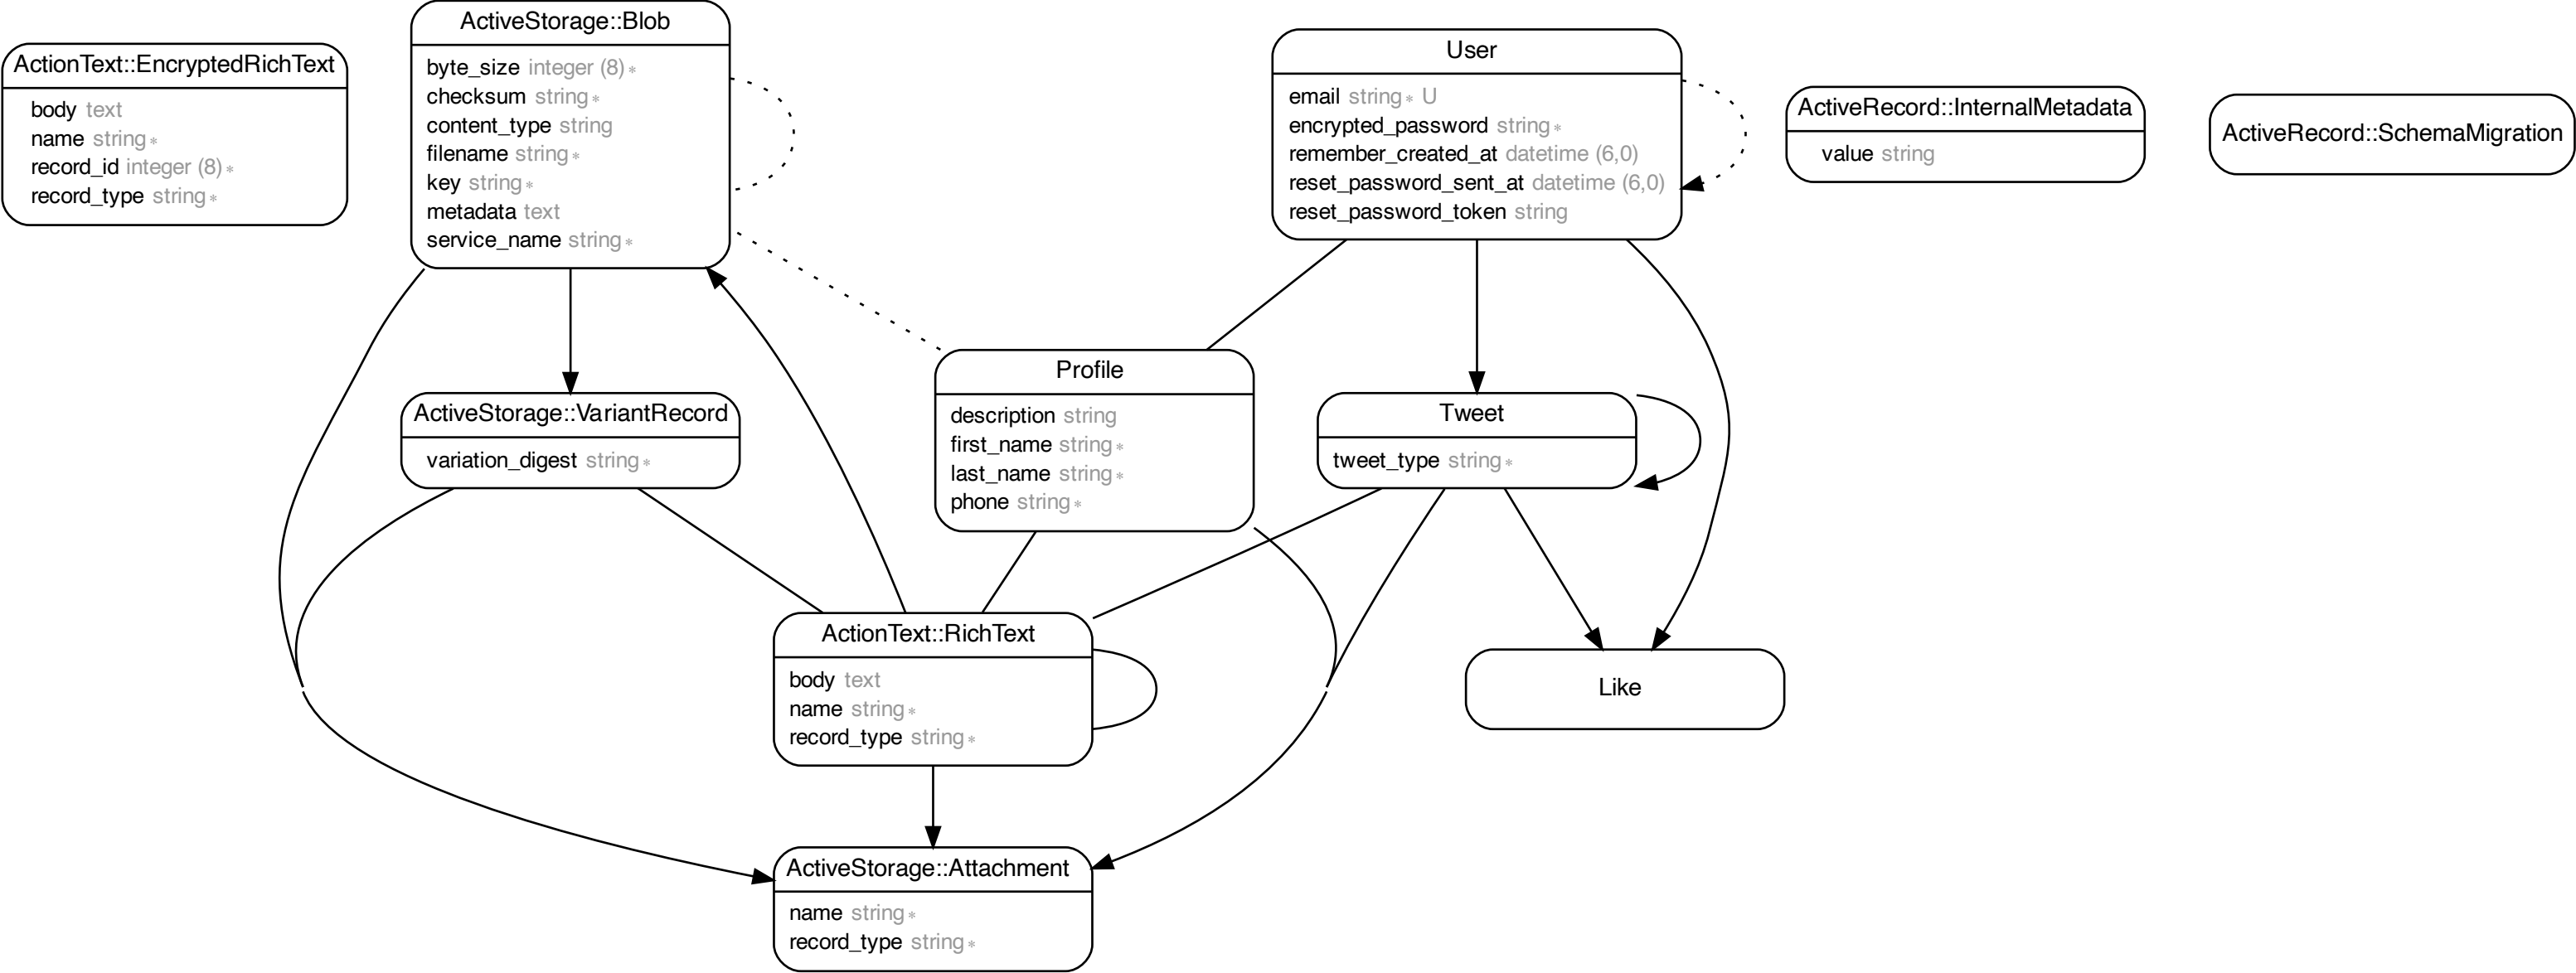 ActionText::EncryptedRichText
body text
name string *
record_id integer (8) *
record_type string *
ActiveStorage::Blob
byte_size integer (8) *
checksum string *
content_type string
filename string *
key string *
metadata text
service_name string *
User
email string * U
encrypted_password string *
remember_created_at datetime (6,0)
reset_password_sent_at datetime (6,0)
reset_password_token string
ActiveRecord::InternalMetadata
value string
ActiveRecord::SchemaMigration
ActiveStorage::VariantRecord
variation_digest string *
Profile
description string
first_name string *
last_name string *
phone string *
Tweet
tweet_type string *
ActionText::RichText
body text
name string *
record_type string *
Like
ActiveStorage::Attachment
name string *
record_type string *